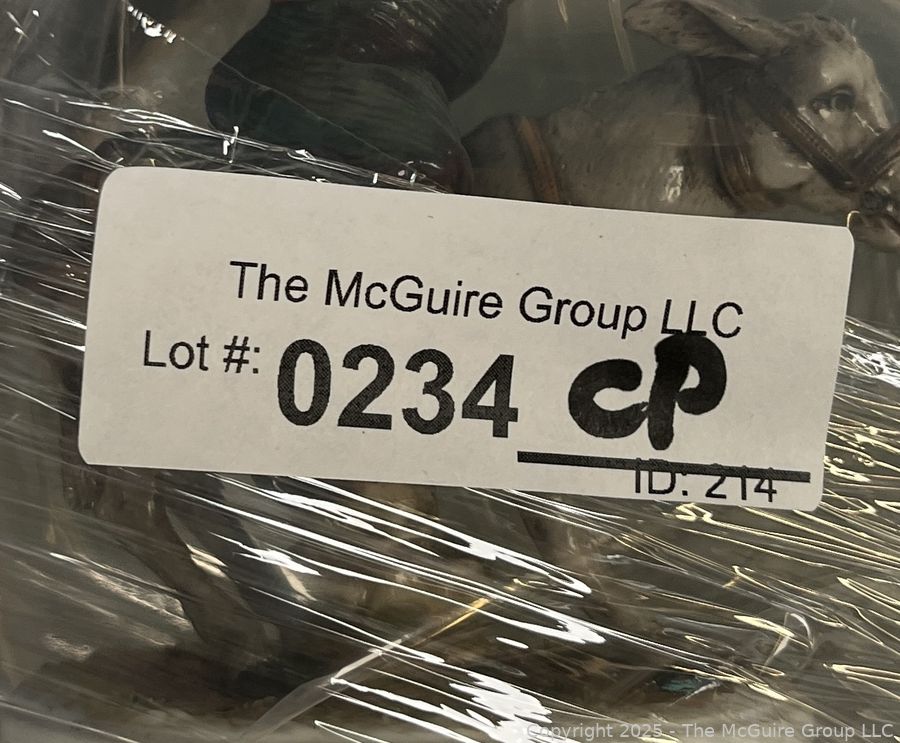 The McGuire Group LLC
Lot #: 0234 CP
ID: 214
Copyright 2025 - The McGuire Group LLC